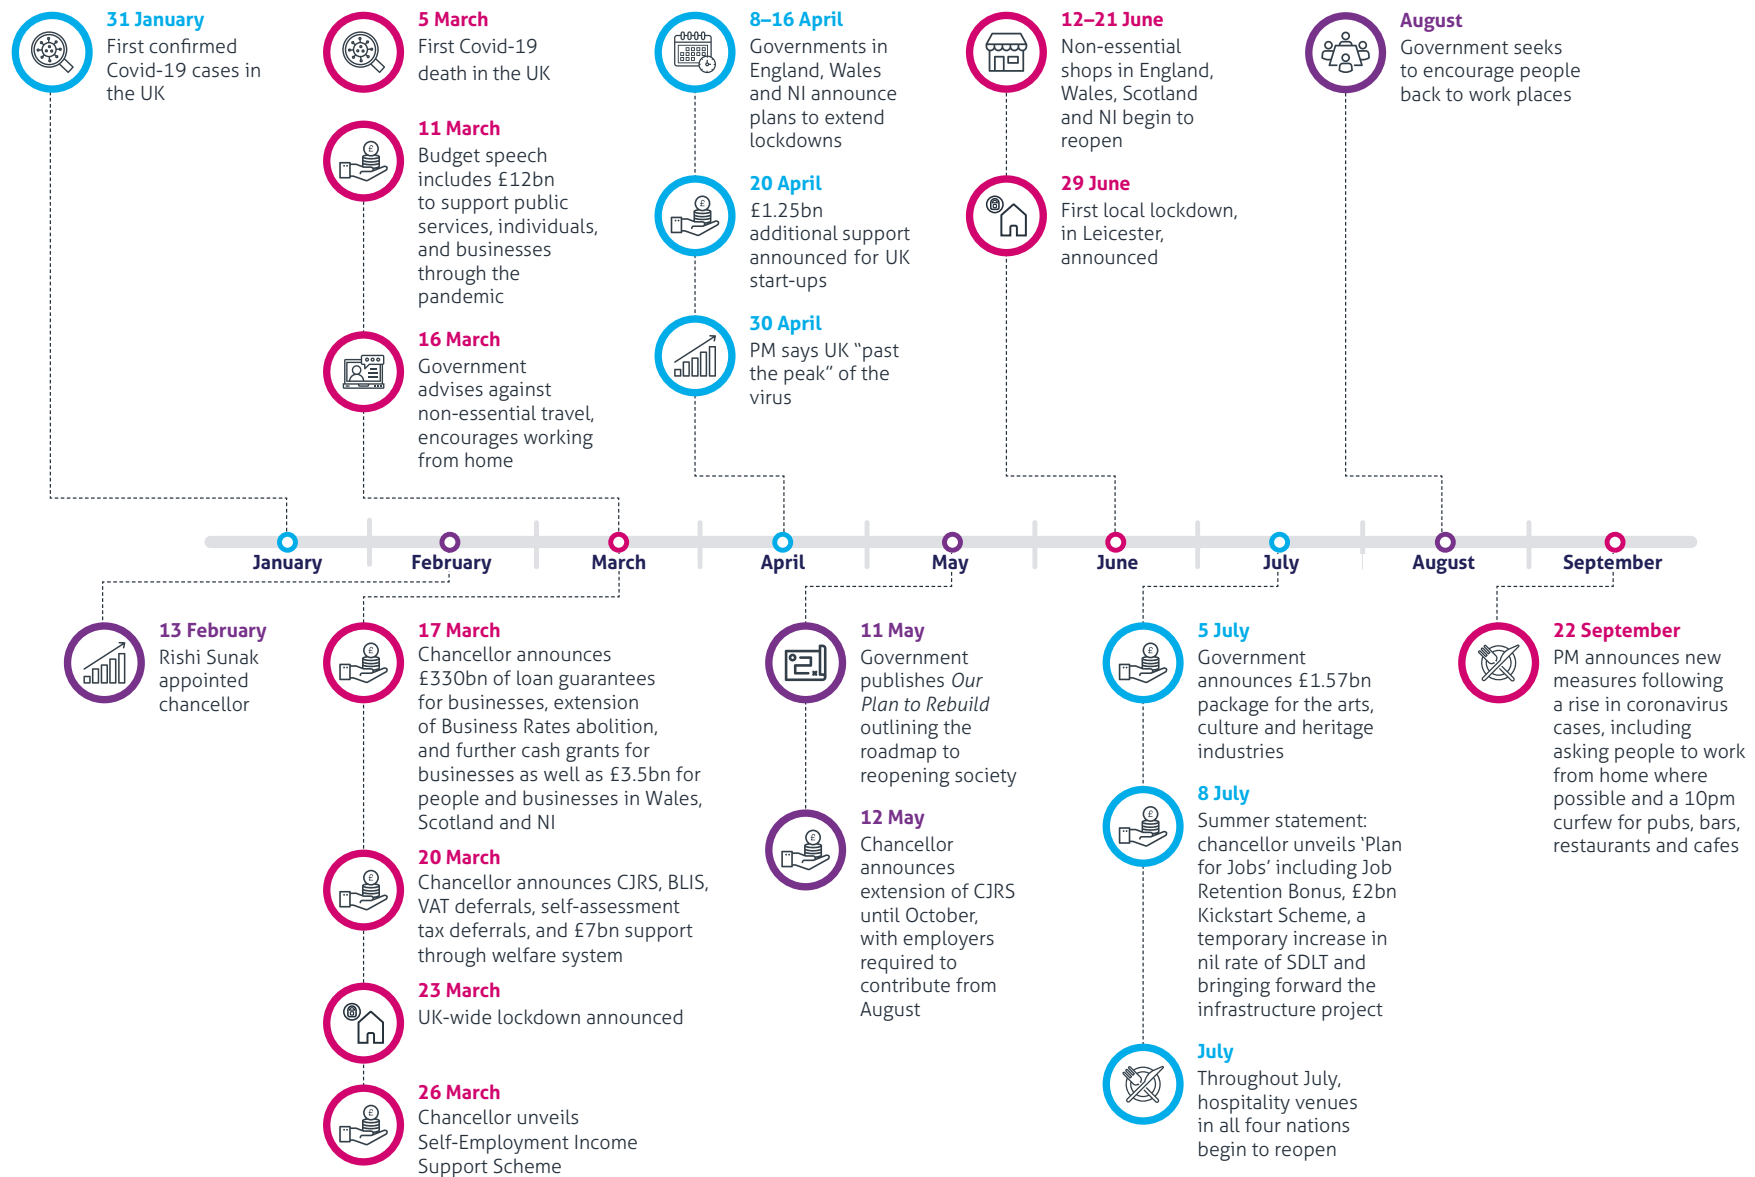 31 January
First confirmed
Covid-19 cases in
the UK
5 March
First Covid-19
death in the UK
11 March
Budget speech
includes £12bn
to support public
services, individuals,
and businesses
through the
pandemic
16 March
Government
advises against
non-essential travel,
encourages working
from home
8–16 April
Governments in
England, Wales
and NI announce
plans to extend
lockdowns
20 April
£1.25bn
additional support
announced for UK
start-ups
30 April
PM says UK “past
the peak” of the
virus
12–21 June
Non-essential
shops in England,
Wales, Scotland
and NI begin to
reopen
29 June
First local lockdown,
in Leicester,
announced
August
Government seeks
to encourage people
back to work places
January
February
March
April
May
June
July
August
September
13 February
Rishi Sunak
appointed
chancellor
17 March
Chancellor announces
£330bn of loan guarantees
for businesses, extension
of Business Rates abolition,
and further cash grants for
businesses as well as £3.5bn for
people and businesses in Wales,
Scotland and NI
20 March
Chancellor announces CJRS, BLIS,
VAT deferrals, self-assessment
tax deferrals, and £7bn support
through welfare system
23 March
UK-wide lockdown announced
26 March
Chancellor unveils
Self-Employment Income
Support Scheme
11 May
Government
publishes Our
Plan to Rebuild
outlining the
roadmap to
reopening society
12 May
Chancellor
announces
extension of CJRS
until October,
with employers
required to
contribute from
August
5 July
Government
announces £1.57bn
package for the arts,
culture and heritage
industries
8 July
Summer statement:
chancellor unveils ‘Plan
for Jobs’ including Job
Retention Bonus, £2bn
Kickstart Scheme, a
temporary increase in
nil rate of SDLT and
bringing forward the
infrastructure project
July
Throughout July,
hospitality venues
in all four nations
begin to reopen
22 September
PM announces new
measures following
a rise in coronavirus
cases, including
asking people to work
from home where
possible and a 10pm
curfew for pubs, bars,
restaurants and cafes